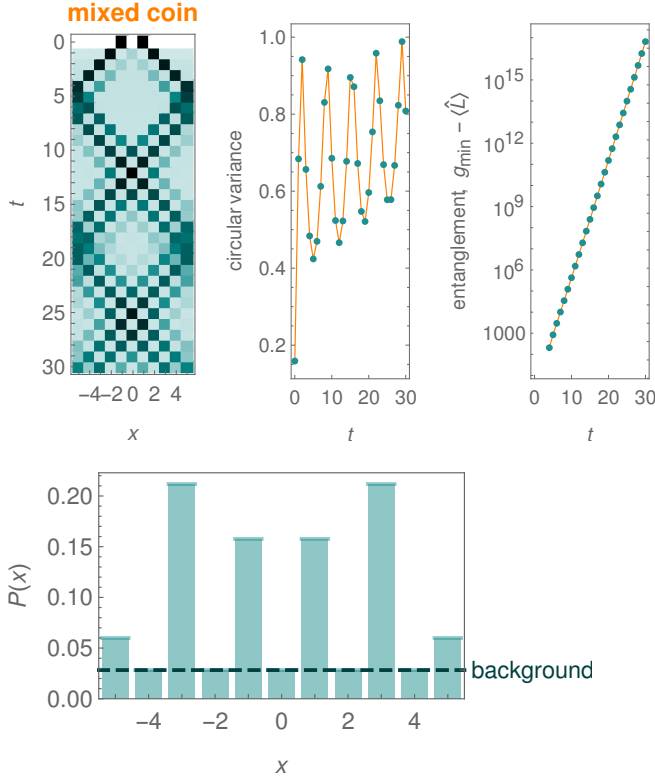 mixed coin
0
5
10
15
20
25
30
t
−4−2 0 2 4
x
1.0
0.8
0.6
0.4
0.2
circular variance
0 10 20 30
t
10^15
10^12
10^9
10^6
1000
entanglement, g_min − ⟨L̂⟩
0 10 20 30
t
0.20
0.15
0.10
0.05
0.00
P(x)
background
−4 −2 0 2 4
x